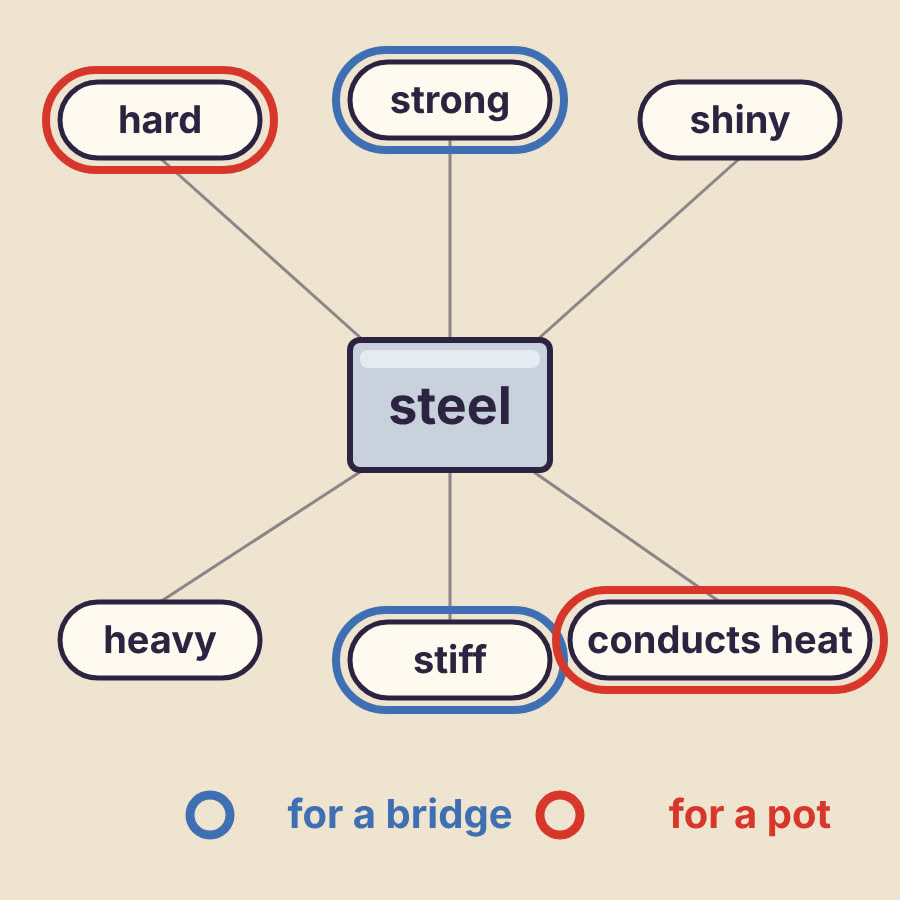 hard
strong
shiny
steel
heavy
stiff
conducts heat
for a bridge
for a pot